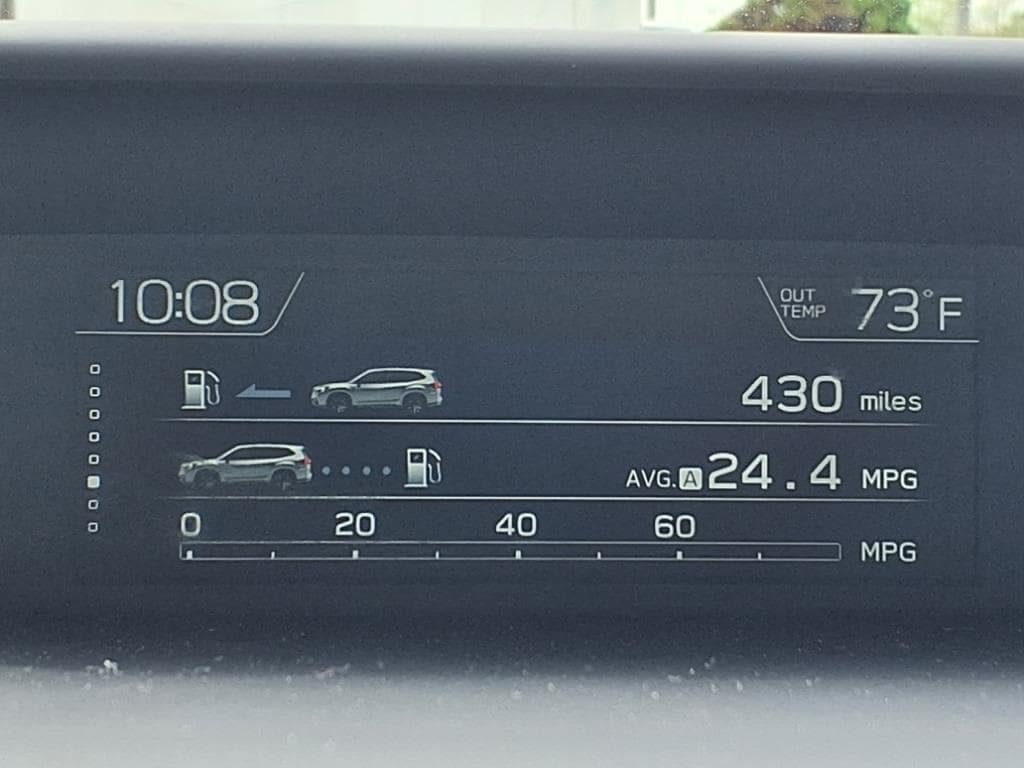 10:08
OUT TEMP 73°F
430 miles
AVG. A 24.4 MPG
0 20 40 60
MPG